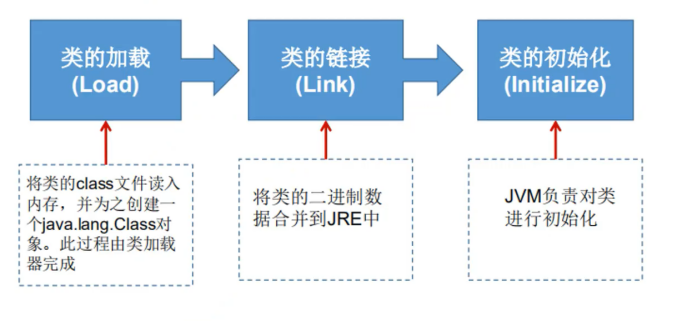 类的加载
(Load)
类的链接
(Link)
类的初始化
(Initialize)
将类的class文件读入
内存，并为之创建一
个java.lang.Class对
象。此过程由类加载
器完成
将类的二进制数
据合并到JRE中
JVM负责对类
进行初始化